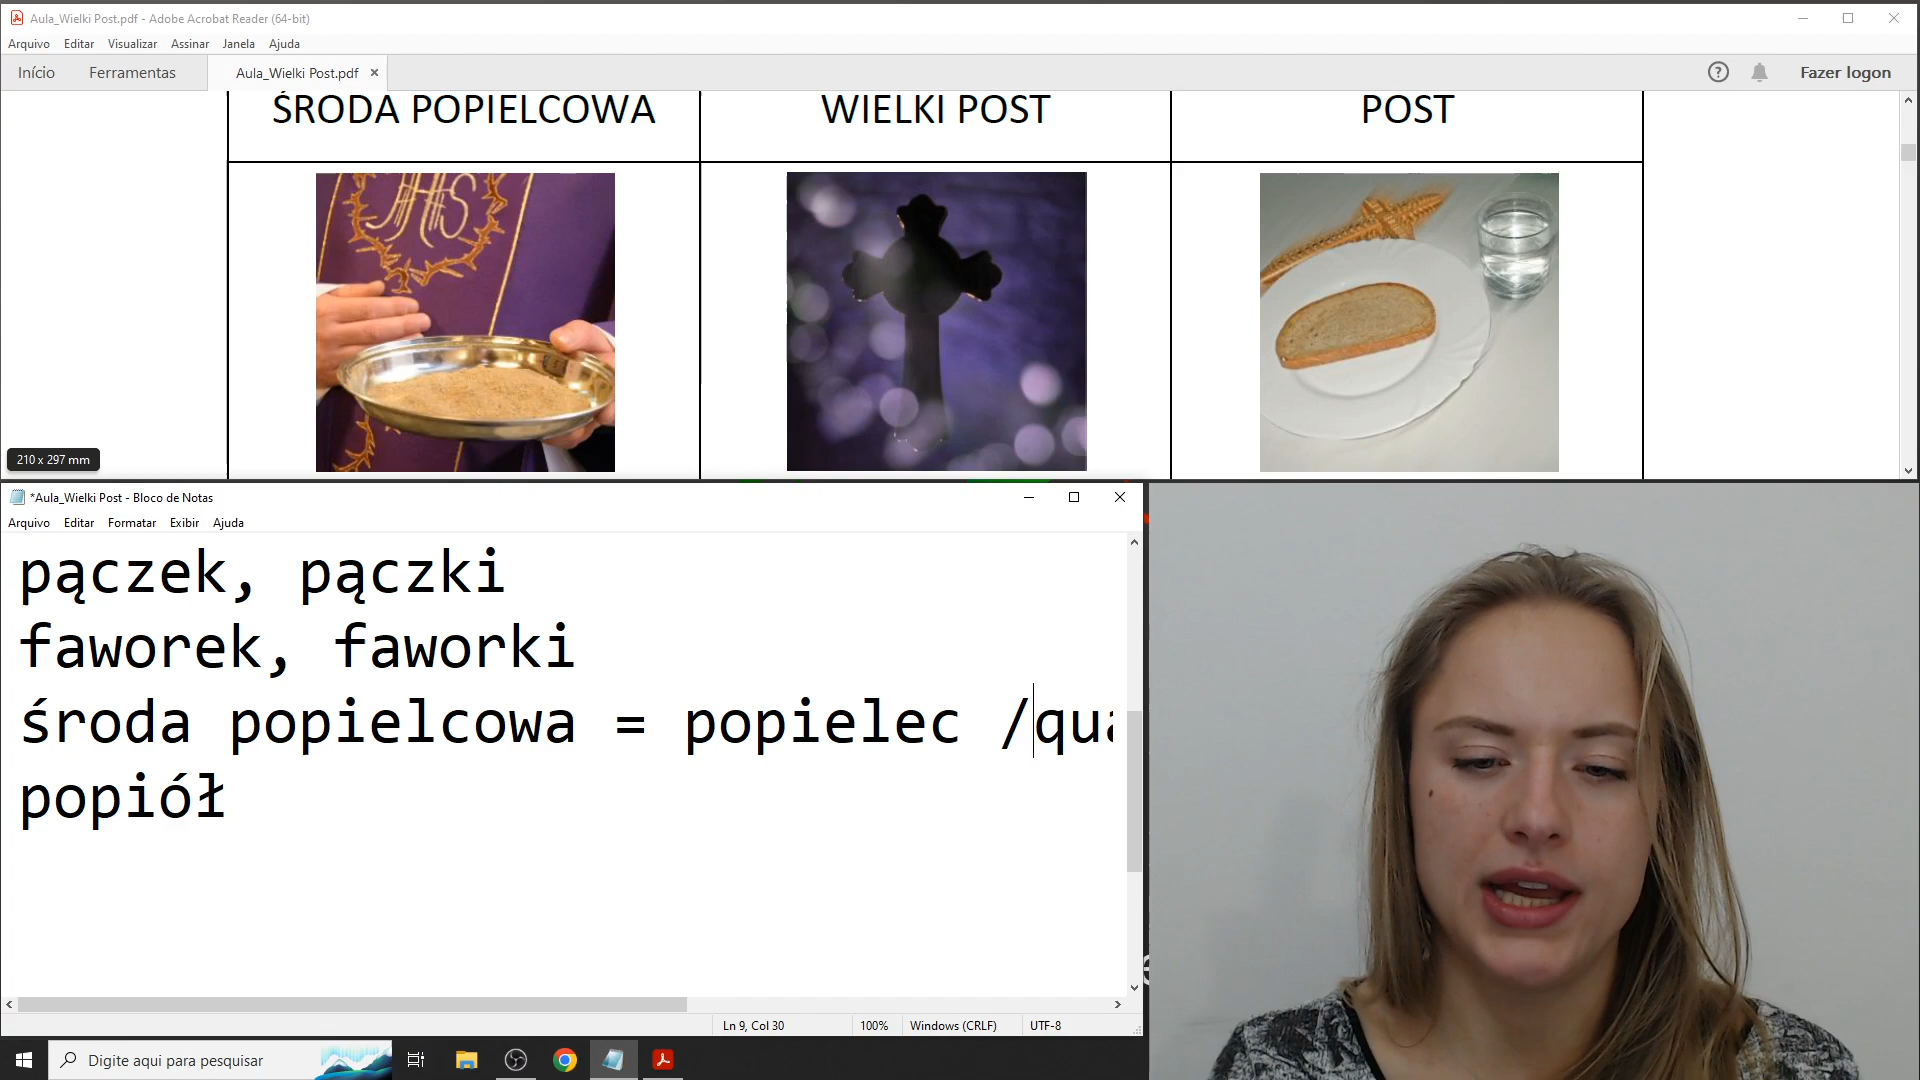 Aula_Wielki Post.pdf - Adobe Acrobat Reader (64-bit)
Arquivo Editar Visualizar Assinar Janela Ajuda
Início Ferramentas Aula_Wielki Post.pdf Fazer logon
ŚRODA POPIELCOWA WIELKI POST POST
210 x 297 mm
*Aula_Wielki Post - Bloco de Notas
Arquivo Editar Formatar Exibir Ajuda
pączek, pączki
faworek, faworki
środa popielcowa = popielec /
popiół
Ln 9, Col 30 100% Windows (CRLF) UTF-8
Digite aqui para pesquisar